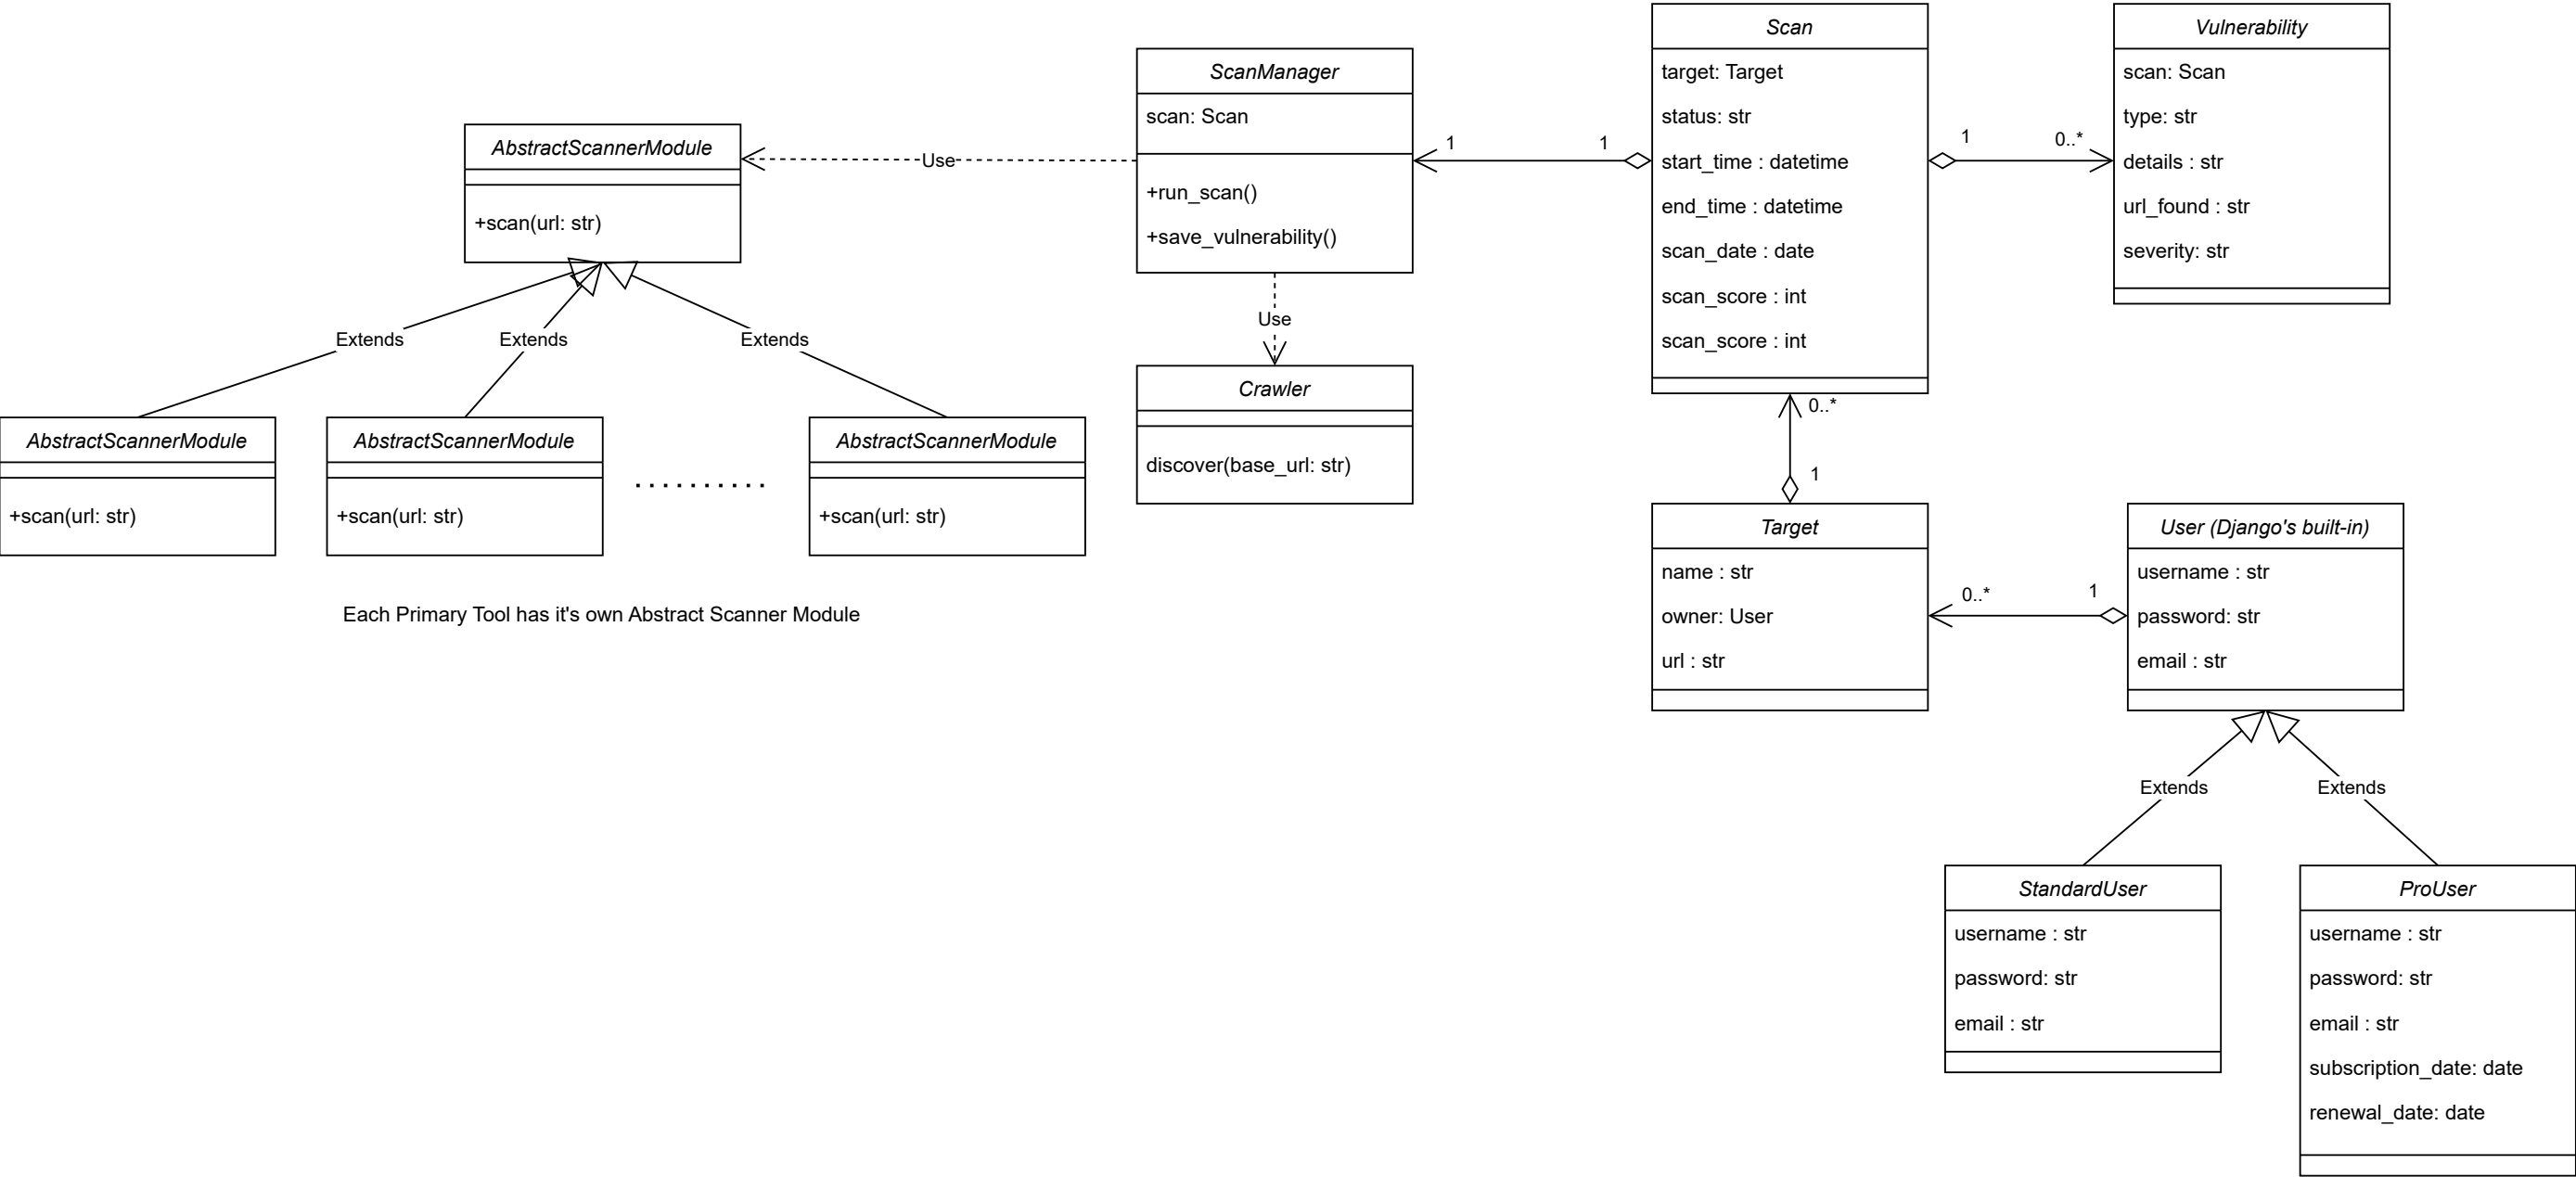 AbstractScannerModule
+scan(url: str)
Extends
Extends
Extends
AbstractScannerModule
+scan(url: str)
AbstractScannerModule
+scan(url: str)
..........
AbstractScannerModule
+scan(url: str)
Each Primary Tool has it's own Abstract Scanner Module
Use
ScanManager
scan: Scan
+run_scan()
+save_vulnerability()
Use
Crawler
discover(base_url: str)
1
1
Scan
target: Target
status: str
start_time : datetime
end_time : datetime
scan_date : date
scan_score : int
scan_score : int
1
0..*
Vulnerability
scan: Scan
type: str
details : str
url_found : str
severity: str
0..*
1
Target
name : str
owner: User
url : str
0..*
1
User (Django's built-in)
username : str
password: str
email : str
Extends
Extends
StandardUser
username : str
password: str
email : str
ProUser
username : str
password: str
email : str
subscription_date: date
renewal_date: date